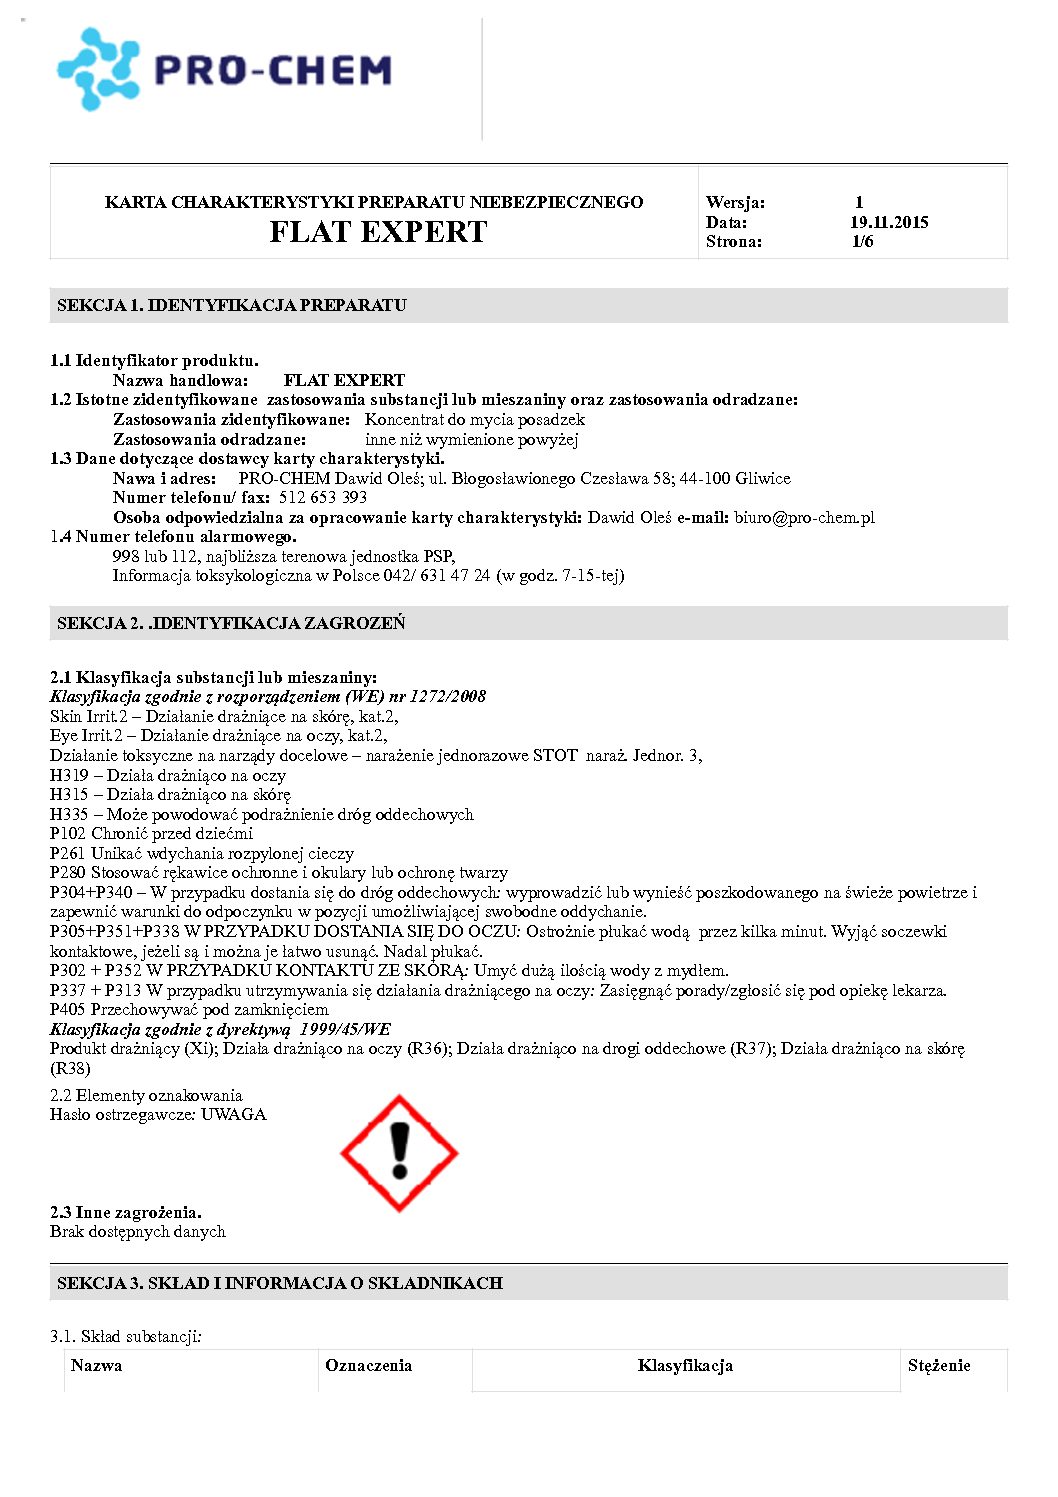 PRO-CHEM
KARTA CHARAKTERYSTYKI PREPARATU NIEBEZPIECZNEGO
FLAT EXPERT
Wersja: 1
Data: 19.11.2015
Strona: 1/6
SEKCJA 1. IDENTYFIKACJA PREPARATU
1.1 Identyfikator produktu.
Nazwa handlowa: FLAT EXPERT
1.2 Istotne zidentyfikowane zastosowania substancji lub mieszaniny oraz zastosowania odradzane:
Zastosowania zidentyfikowane: Koncentrat do mycia posadzek
Zastosowania odradzane: inne niż wymienione powyżej
1.3 Dane dotyczące dostawcy karty charakterystyki.
Nawa i adres: PRO-CHEM Dawid Oleś; ul. Błogosławionego Czesława 58; 44-100 Gliwice
Numer telefonu/ fax: 512 653 393
Osoba odpowiedzialna za opracowanie karty charakterystyki: Dawid Oleś e-mail: biuro@pro-chem.pl
1.4 Numer telefonu alarmowego.
998 lub 112, najbliższa terenowa jednostka PSP,
Informacja toksykologiczna w Polsce 042/ 631 47 24 (w godz. 7-15-tej)
SEKCJA 2. .IDENTYFIKACJA ZAGROZEŃ
2.1 Klasyfikacja substancji lub mieszaniny:
Klasyfikacja zgodnie z rozporządzeniem (WE) nr 1272/2008
Skin Irrit.2 – Działanie drażniące na skórę, kat.2,
Eye Irrit.2 – Działanie drażniące na oczy, kat.2,
Działanie toksyczne na narządy docelowe – narażenie jednorazowe STOT naraż. Jednor. 3,
H319 – Działa drażniąco na oczy
H315 – Działa drażniąco na skórę
H335 – Może powodować podrażnienie dróg oddechowych
P102 Chronić przed dziećmi
P261 Unikać wdychania rozpylonej cieczy
P280 Stosować rękawice ochronne i okulary lub ochronę twarzy
P304+P340 – W przypadku dostania się do dróg oddechowych: wyprowadzić lub wynieść poszkodowanego na świeże powietrze i
zapewnić warunki do odpoczynku w pozycji umożliwiającej swobodne oddychanie.
P305+P351+P338 W PRZYPADKU DOSTANIA SIĘ DO OCZU: Ostrożnie płukać wodą przez kilka minut. Wyjąć soczewki
kontaktowe, jeżeli są i można je łatwo usunąć. Nadal płukać.
P302 + P352 W PRZYPADKU KONTAKTU ZE SKÓRĄ: Umyć dużą ilością wody z mydłem.
P337 + P313 W przypadku utrzymywania się działania drażniącego na oczy: Zasięgnąć porady/zgłosić się pod opiekę lekarza.
P405 Przechowywać pod zamknięciem
Klasyfikacja zgodnie z dyrektywą 1999/45/WE
Produkt drażniący (Xi); Działa drażniąco na oczy (R36); Działa drażniąco na drogi oddechowe (R37); Działa drażniąco na skórę
(R38)
2.2 Elementy oznakowania
Hasło ostrzegawcze: UWAGA
2.3 Inne zagrożenia.
Brak dostępnych danych
SEKCJA 3. SKŁAD I INFORMACJA O SKŁADNIKACH
3.1. Skład substancji:
Nazwa Oznaczenia Klasyfikacja Stężenie